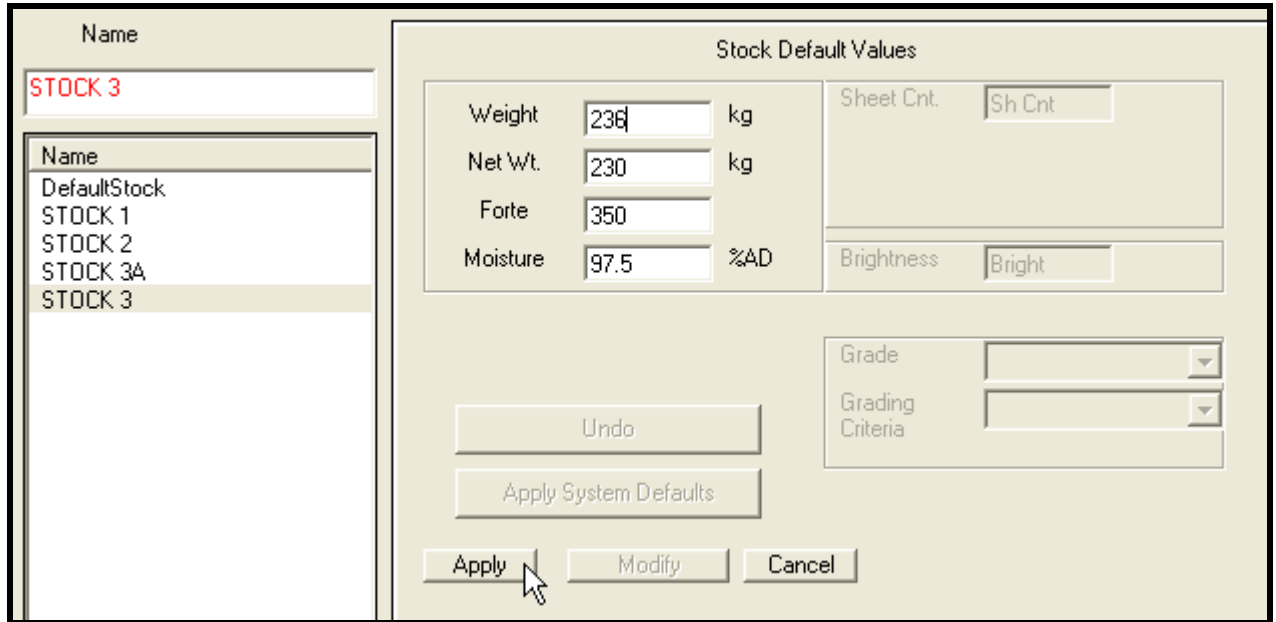 Name
STOCK 3
Name
DefaultStock
STOCK 1
STOCK 2
STOCK 3A
STOCK 3
Stock Default Values
Weight 236 kg
Net Wt. 230 kg
Forte 350
Moisture 97.5 %AD
Sheet Cnt. Sh Cnt
Brightness Bright
Grade
Grading
Criteria
Undo
Apply System Defaults
Apply Modify Cancel